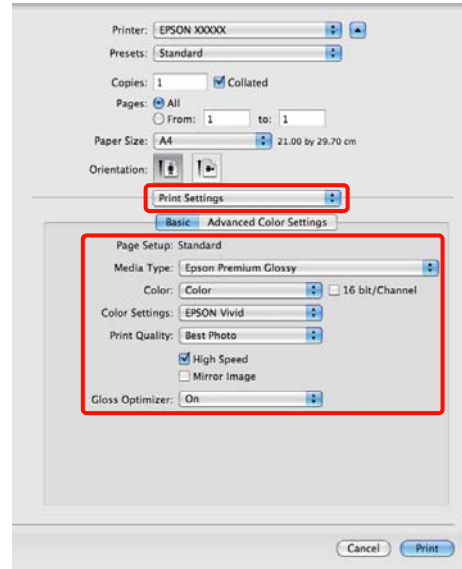 Printer: EPSON XXXXX
Presets: Standard
Copies: 1 Collated
Pages: All
From: 1 to: 1
Paper Size: A4 21.00 by 29.70 cm
Orientation:
Print Settings
Basic Advanced Color Settings
Page Setup: Standard
Media Type: Epson Premium Glossy
Color: Color 16 bit/Channel
Color Settings: EPSON Vivid
Print Quality: Best Photo
High Speed
Mirror Image
Gloss Optimizer: On
Cancel Print